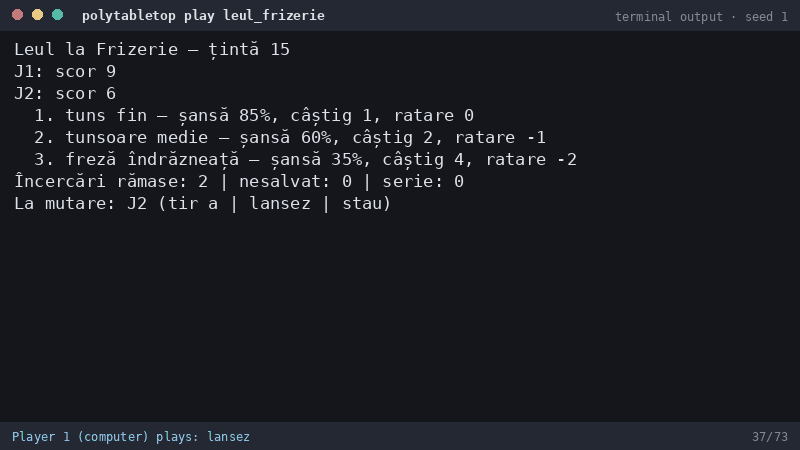 polytabletop play leul_frizerie
terminal output · seed 1
Leul la Frizerie — țintă 15
J1: scor 9
J2: scor 6
1. tuns fin — șansă 85%, câștig 1, ratare 0
2. tunsoare medie — șansă 60%, câștig 2, ratare -1
3. freză îndrăzneață — șansă 35%, câștig 4, ratare -2
Încercări rămase: 2 | nesalvat: 0 | serie: 0
La mutare: J2 (tir a | lansez | stau)
Player 1 (computer) plays: lansez
37/73